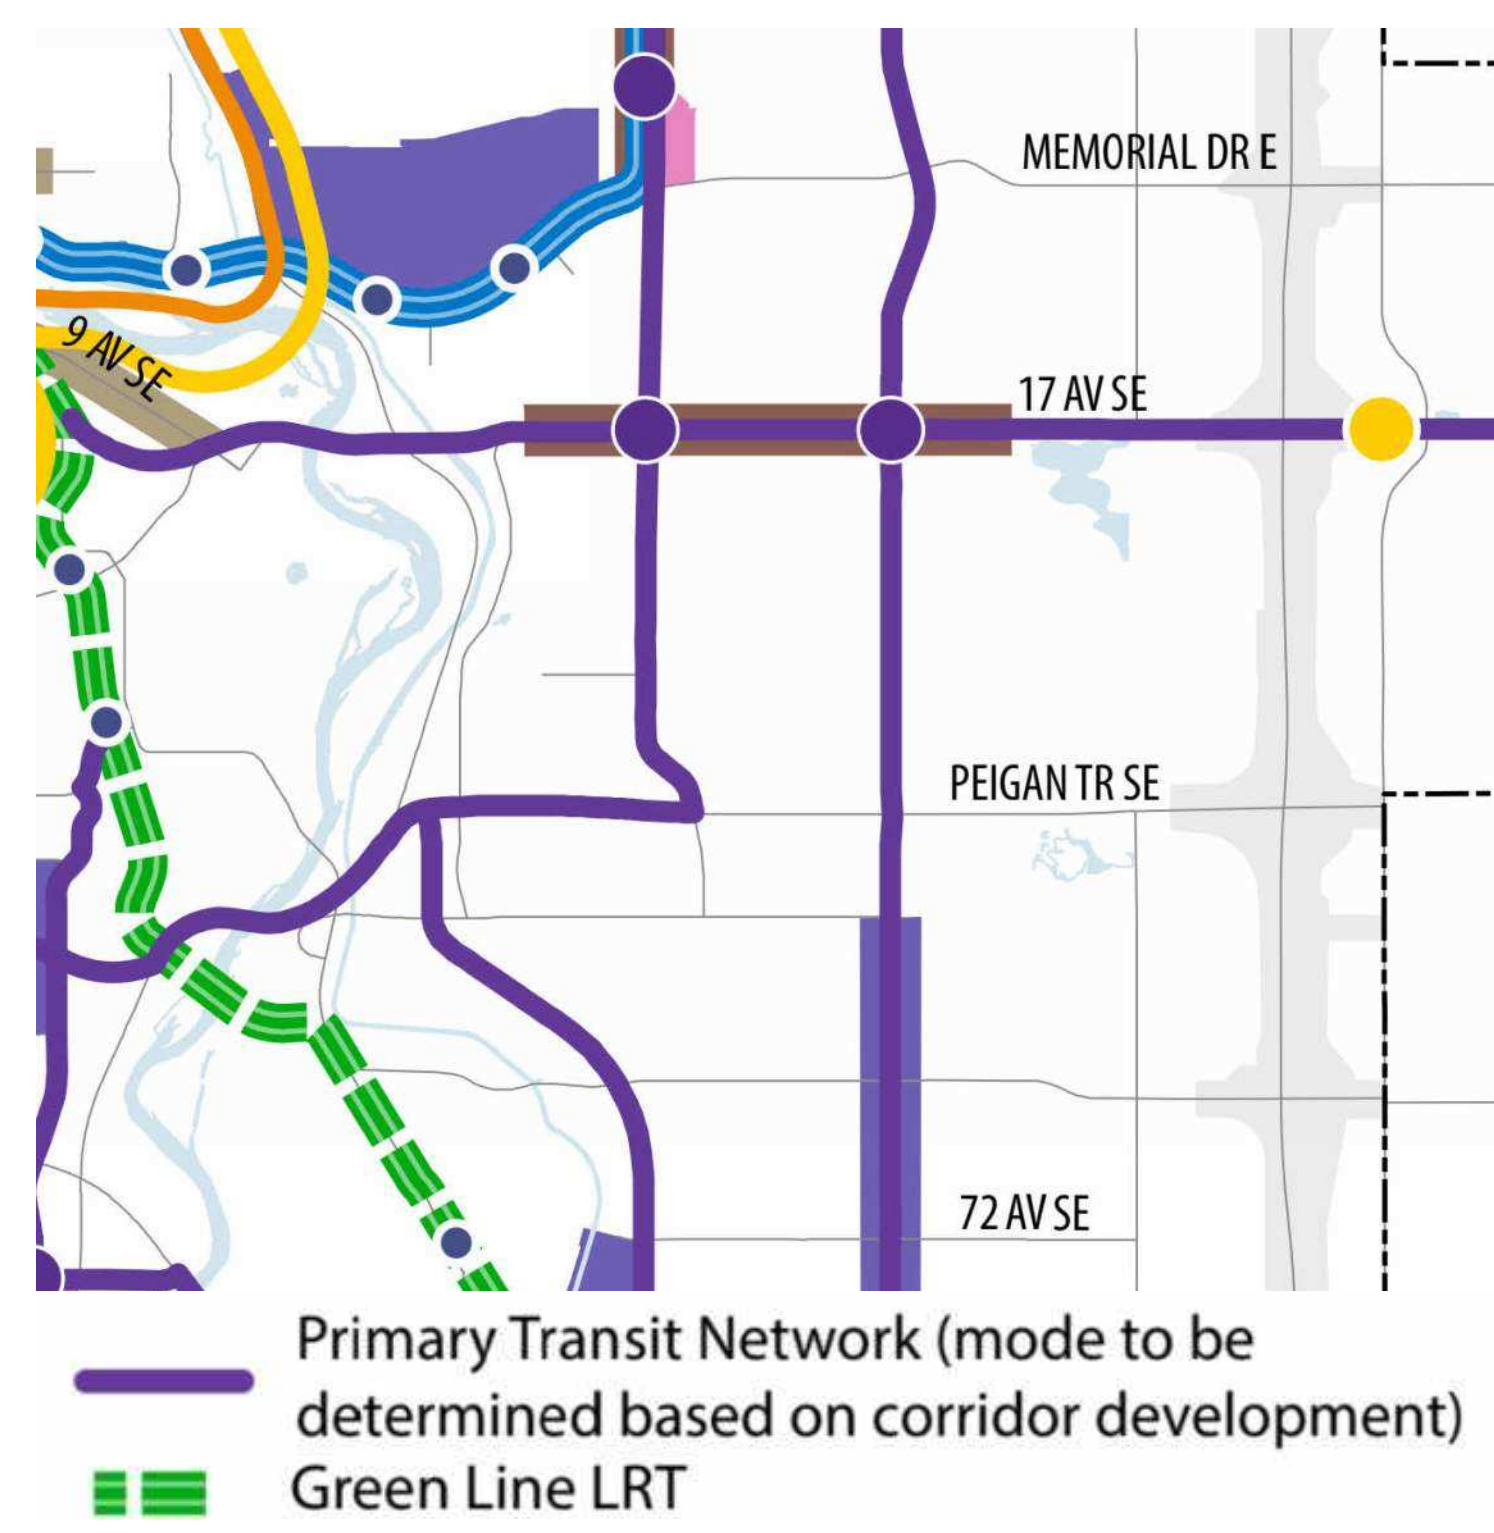 MEMORIAL DR E
9 AV SE
17 AV SE
PEIGAN TR SE
72 AV SE
Primary Transit Network (mode to be
determined based on corridor development)
Green Line LRT